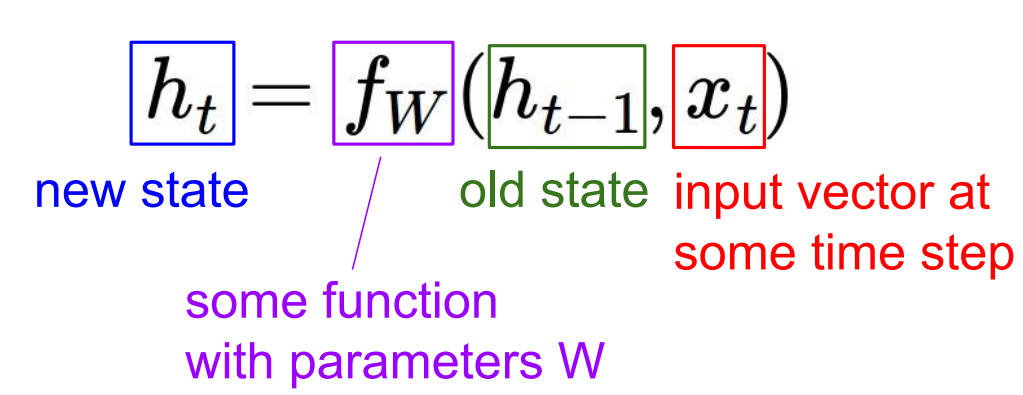 h_t = f_W(h_{t-1}, x_t)
new state
old state
input vector at
some time step
some function
with parameters W